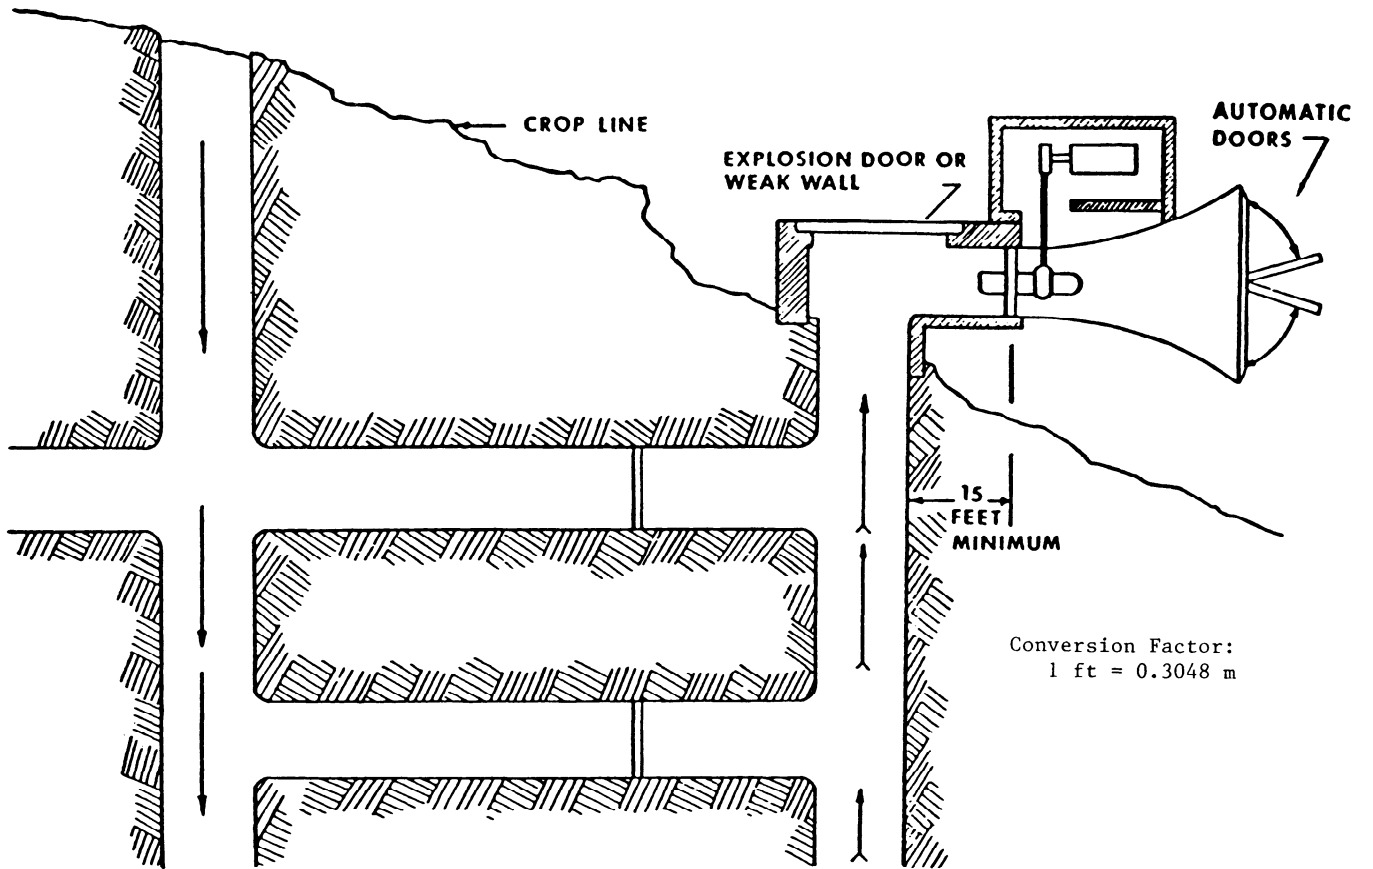 CROP LINE
EXPLOSION DOOR OR
WEAK WALL
AUTOMATIC
DOORS
15
FEET
MINIMUM
Conversion Factor:
1 ft = 0.3048 m